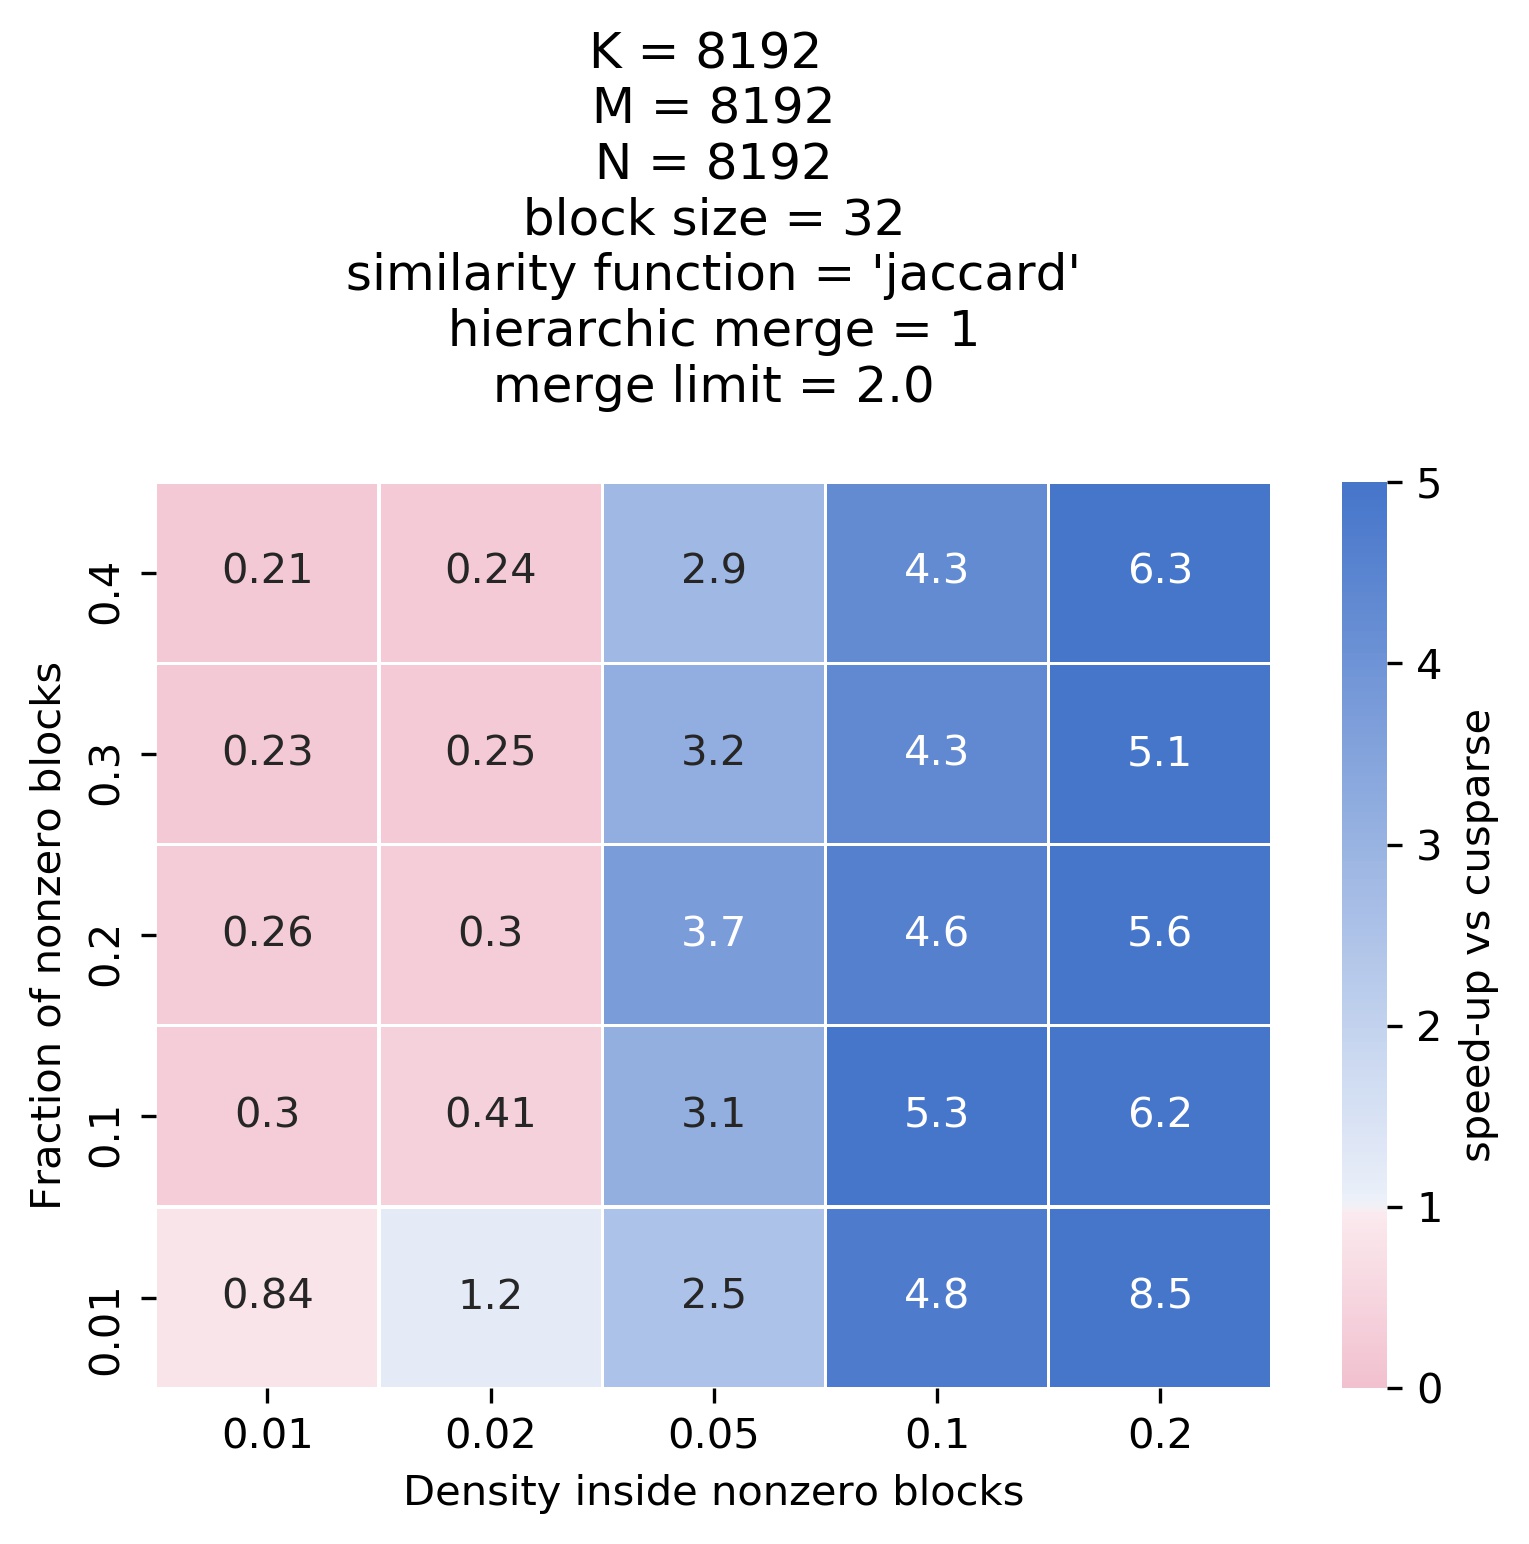 K = 8192
M = 8192
N = 8192
block size = 32
similarity function = 'jaccard'
hierarchic merge = 1
merge limit = 2.0
Fraction of nonzero blocks
0.4 0.21 0.24 2.9 4.3 6.3
0.3 0.23 0.25 3.2 4.3 5.1
0.2 0.26 0.3 3.7 4.6 5.6
0.1 0.3 0.41 3.1 5.3 6.2
0.01 0.84 1.2 2.5 4.8 8.5
0.01 0.02 0.05 0.1 0.2
Density inside nonzero blocks
5
4
3
2
1
0
speed-up vs cusparse